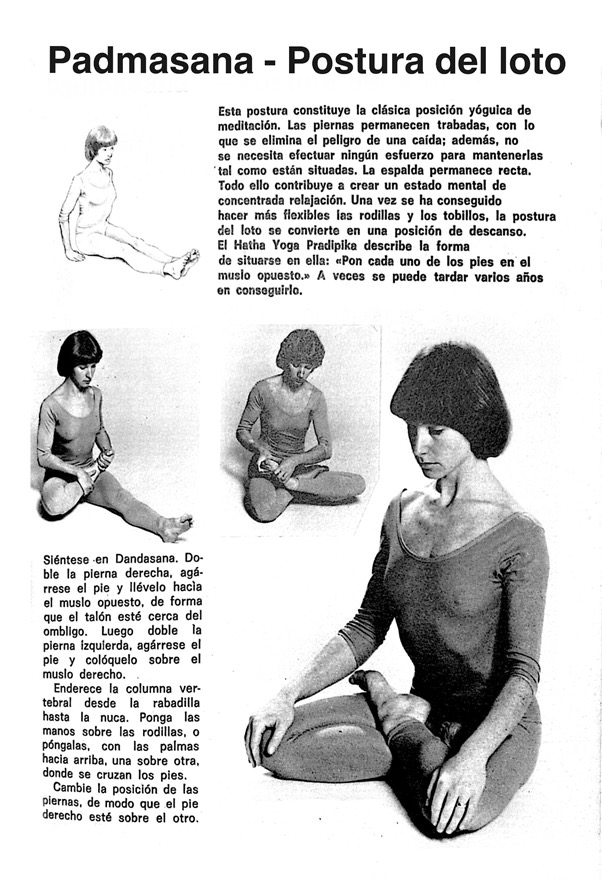 Padmasana - Postura del loto
Esta postura constituye la clásica posición yóguica de
meditación. Las piernas permanecen trabadas, con lo
que se elimina el peligro de una caída; además, no
se necesita efectuar ningún esfuerzo para mantenerlas
tal como están situadas. La espalda permanece recta.
Todo ello contribuye a crear un estado mental de
concentrada relajación. Una vez se ha conseguido
hacer más flexibles las rodillas y los tobillos, la postura
del loto se convierte en una posición de descanso.
El Hatha Yoga Pradipika describe la forma
de situarse en ella: «Pon cada uno de los pies en el
muslo opuesto.» A veces se puede tardar varios años
en conseguirlo.
Siéntese en Dandasana. Do-
ble la pierna derecha, agá-
rrese el pie y llévelo hacia
el muslo opuesto, de forma
que el talón esté cerca del
ombligo. Luego doble la
pierna izquierda, agárrese el
pie y colóquelo sobre el
muslo derecho.
Enderece la columna ver-
tebral desde la rabadilla
hasta la nuca. Ponga las
manos sobre las rodillas, o
póngalas, con las palmas
hacia arriba, una sobre otra,
donde se cruzan los pies.
Cambie la posición de las
piernas, de modo que el pie
derecho esté sobre el otro.